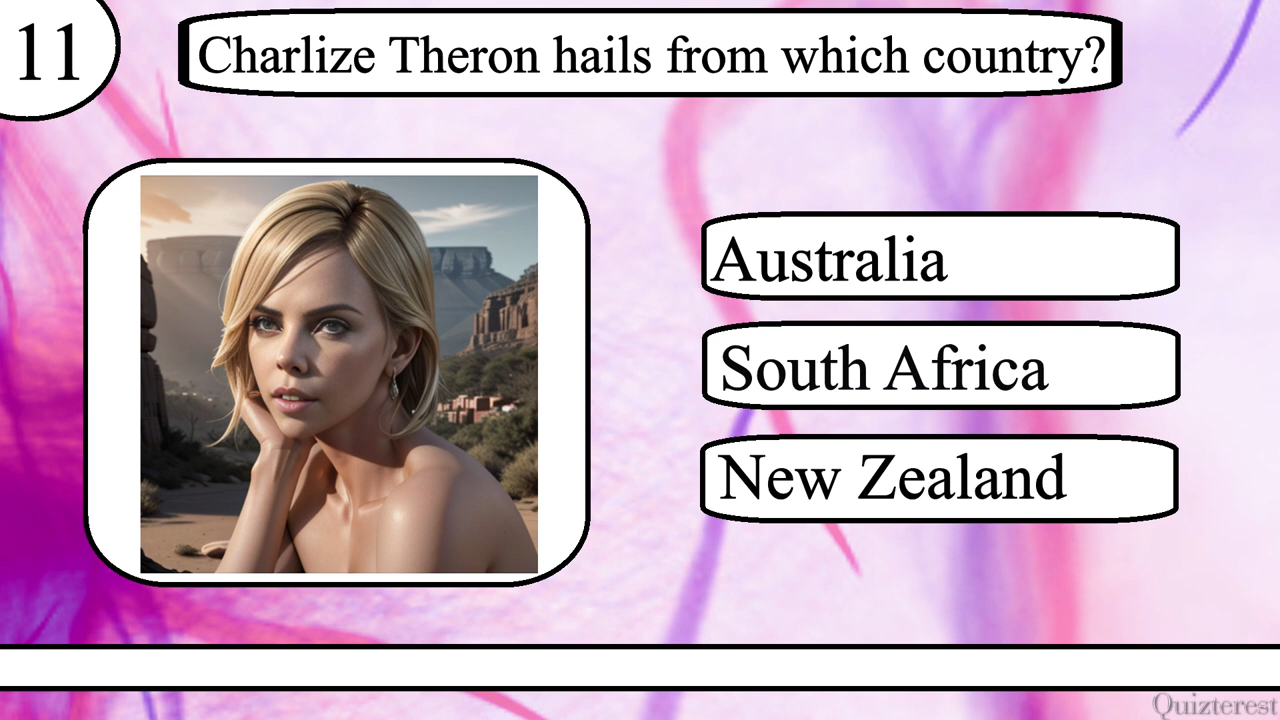 11
Charlize Theron hails from which country?
Australia
South Africa
New Zealand
Quizterest